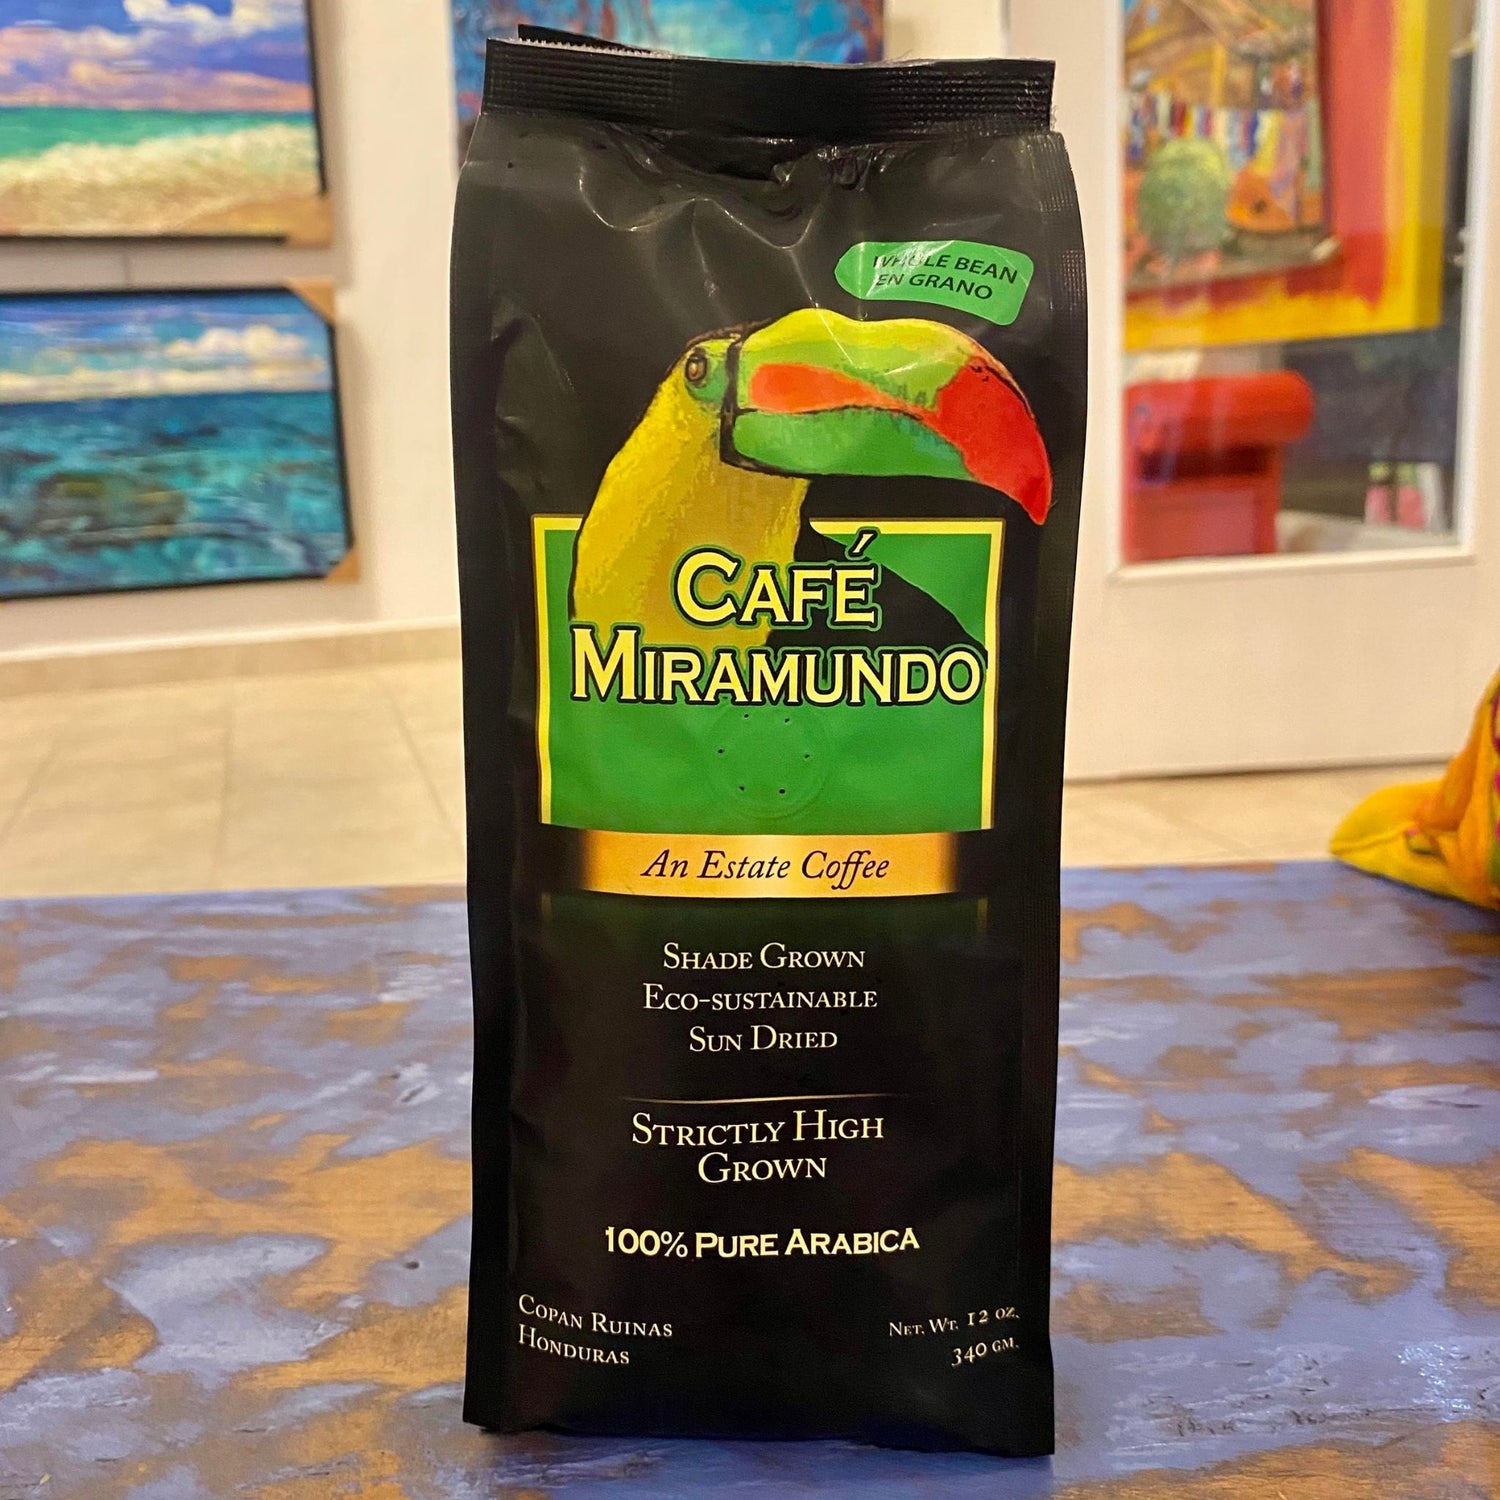 WHOLE BEAN
EN GRANO
CAFÉ
MIRAMUNDO
An Estate Coffee
SHADE GROWN
ECO-SUSTAINABLE
SUN DRIED
STRICTLY HIGH
GROWN
100% PURE ARABICA
COPAN RUINAS
HONDURAS
NET. WT. 12 OZ.
340 GM.